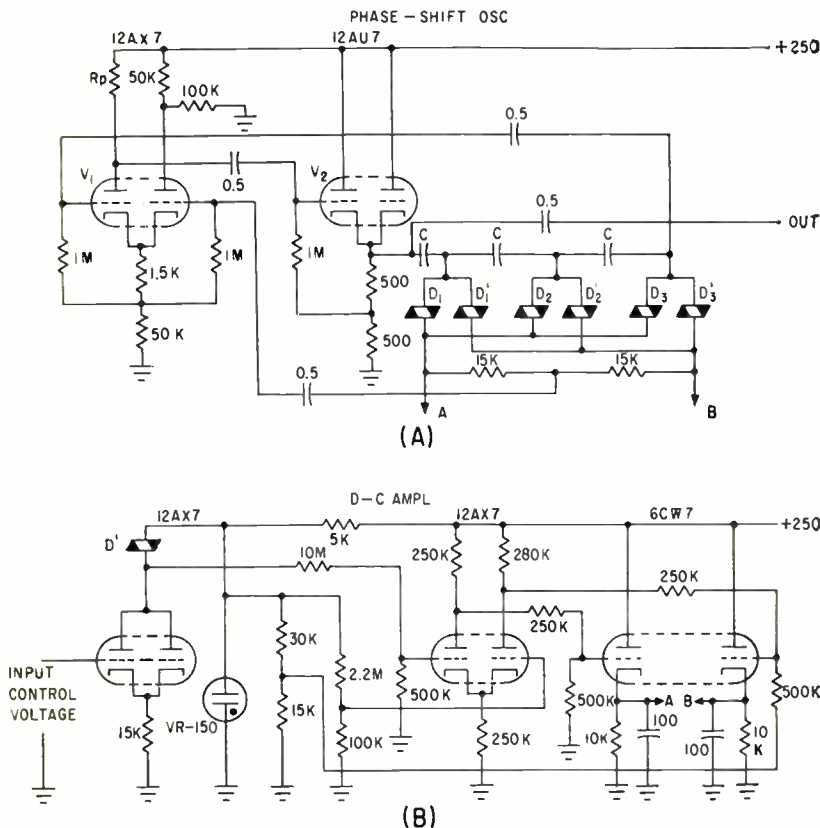 PHASE-SHIFT OSC
12AX7
12AU7
+250
Rp
50K
100K
0.5
V1
0.5
V2
0.5
OUT
1M
1.5K
1M
50K
1M
500
500
C
C
C
D1
D1'
D2
D2'
D3
D3'
15K
15K
0.5
A
B
(A)
D-C AMPL
12AX7
12AX7
6CW7
+250
D'
5K
10M
250K
280K
250K
250K
30K
2.2M
INPUT
CONTROL
VOLTAGE
15K
VR-150
15K
100K
500K
250K
500K
A B
500K
10K
100
100
10
K
(B)